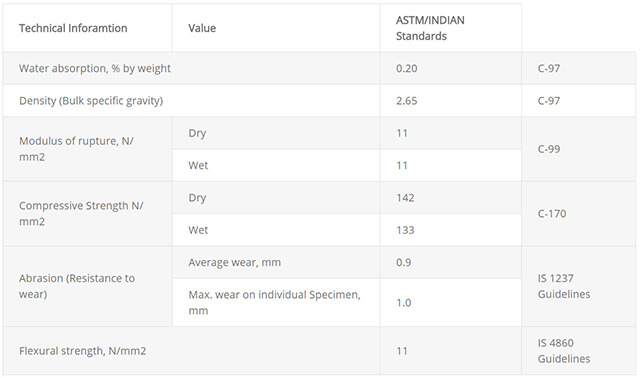 Technical Inforamtion
Value
ASTM/INDIAN
Standards
Water absorption, % by weight
0.20
C-97
Density (Bulk specific gravity)
2.65
C-97
Modulus of rupture, N/
mm2
Dry
11
C-99
Wet
11
Compressive Strength N/
mm2
Dry
142
C-170
Wet
133
Abrasion (Resistance to
wear)
Average wear, mm
0.9
IS 1237
Guidelines
Max. wear on individual Specimen,
mm
1.0
Flexural strength, N/mm2
11
IS 4860
Guidelines